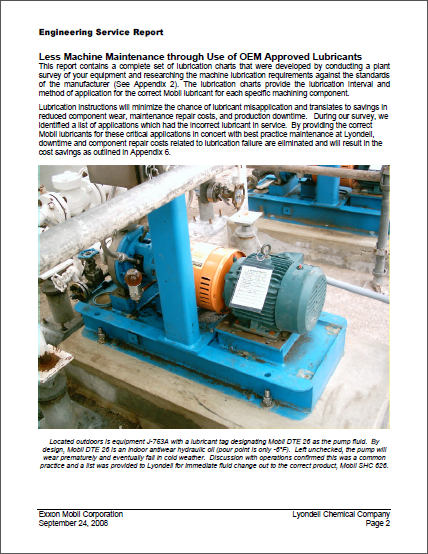 Engineering Service Report
Less Machine Maintenance through Use of OEM Approved Lubricants
This report contains a complete set of lubrication charts that were developed by conducting a plant
survey of your equipment and researching the machine lubrication requirements against the standards
of the manufacturer (See Appendix 2). The lubrication charts provide the lubrication interval and
method of application for the correct Mobil lubricant for each specific machining component.
Lubrication instructions will minimize the chance of lubricant misapplication and translates to savings in
reduced component wear, maintenance repair costs, and production downtime. During our survey, we
identified a list of applications which had the incorrect lubricant in service. By providing the correct
Mobil lubricants for these critical applications in concert with best practice maintenance at Lyondell,
downtime and component repair costs related to lubrication failure are eliminated and will result in the
cost savings as outlined in Appendix 6.
Located outdoors is equipment J-753A with a lubricant tag designating Mobil DTE 26 as the pump fluid. By
design, Mobil DTE 26 is an indoor antiwear hydraulic oil (pour point is only -6°F). Left unchecked, the pump will
wear prematurely and eventually fail in cold weather. Discussion with operations confirmed this was a common
practice and a list was provided to Lyondell for immediate fluid change out to the correct product, Mobil SHC 626.
Exxon Mobil Corporation
Lyondell Chemical Company
September 24, 2008
Page 2